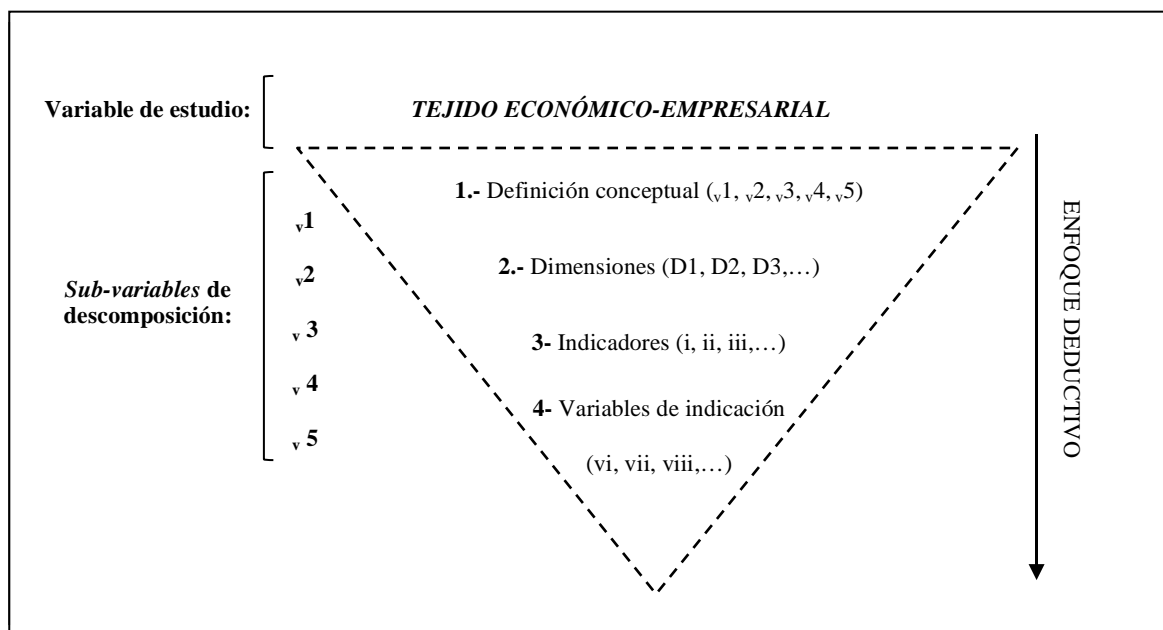 Variable de estudio:
TEJIDO ECONÓMICO-EMPRESARIAL
Sub-variables de
descomposición:
v1
v2
v 3
v 4
v 5
1.- Definición conceptual (v1, v2, v3, v4, v5)
2.- Dimensiones (D1, D2, D3,…)
3- Indicadores (i, ii, iii,…)
4- Variables de indicación
(vi, vii, viii,…)
ENFOQUE DEDUCTIVO